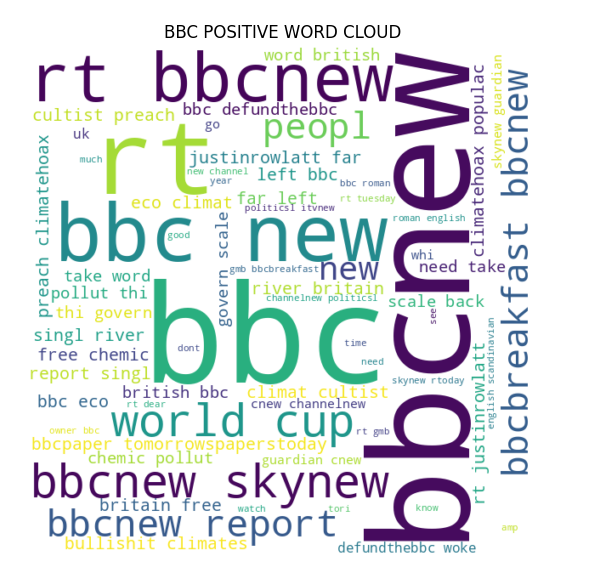 BBC POSITIVE WORD CLOUD
word british
rt bbcnew
cultist preach
bbc defundthebbc
uk
go
peopl
much
rt
justinrowlatt far
new channel
year
left bbc
bbc roman
eco climat
far left
rt tuesday
politicsl itvnew
roman english
bbc new
good
whi
take word
gmb bbcbreakfast
new
need take
pollut thi
river britain
channelnew politicsl
scale back
thi govern
bbc
singl river
free chemic
dont
time
see
report singl
need
skynew rtoday
british bbc
climat cultist
bbc eco
rt dear
cnew channelnew
world cup
owner bbc
rt gmb
bbcpaper tomorrowspaperstoday
chemic pollut
guardian cnew
bbcnew skynew
britain free
watch
tori
know
bbcnew report
amp
bullishit climates
defundthebbc woke
preach climatehoax
govern scale
bbcnew
climatehoax populac
skynew guardian
bbcbreakfast bbcnew
rt justinrowlatt
english scandinavian